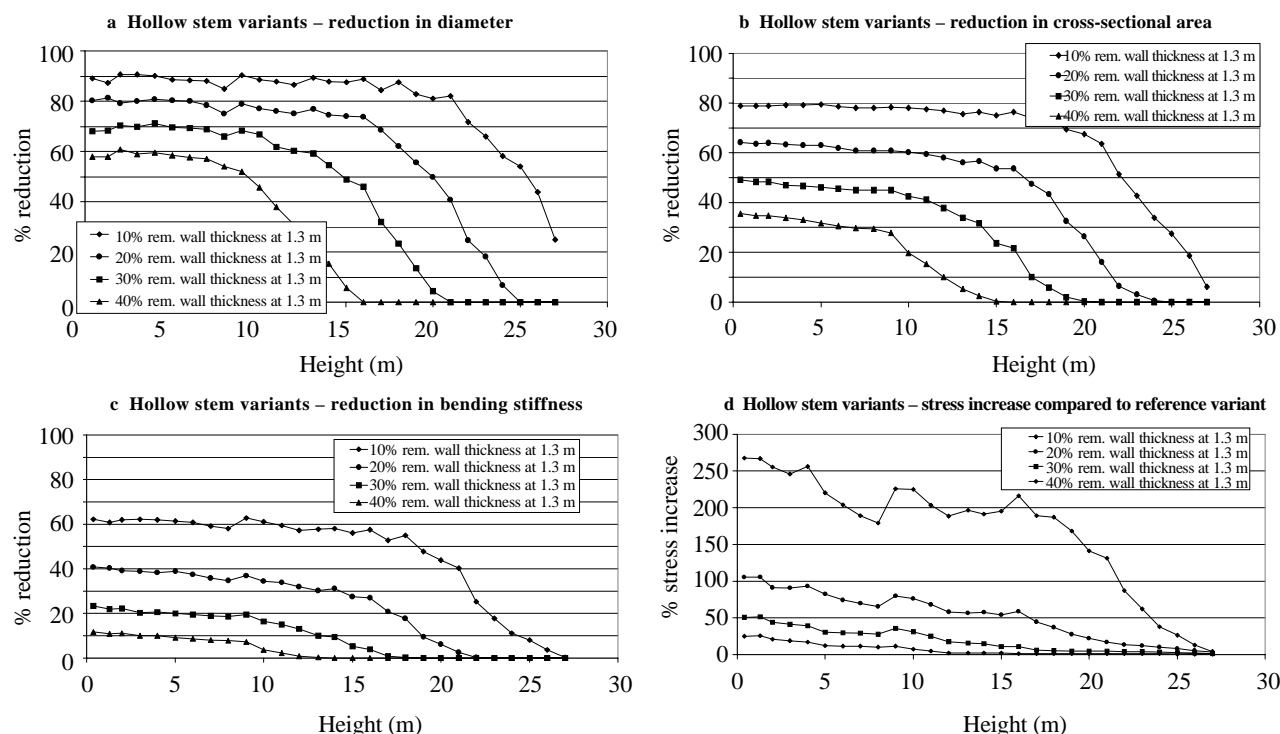 a Hollow stem variants – reduction in diameter
100
80
60
40
20
0
% reduction
10% rem. wall thickness at 1.3 m
20% rem. wall thickness at 1.3 m
30% rem. wall thickness at 1.3 m
40% rem. wall thickness at 1.3 m
0 5 10 15 20 25 30
Height (m)
b Hollow stem variants – reduction in cross-sectional area
100
80
60
40
20
0
% reduction
10% rem. wall thickness at 1.3 m
20% rem. wall thickness at 1.3 m
30% rem. wall thickness at 1.3 m
40% rem. wall thickness at 1.3 m
0 5 10 15 20 25 30
Height (m)
c Hollow stem variants – reduction in bending stiffness
100
80
60
40
20
0
% reduction
10% rem. wall thickness at 1.3 m
20% rem. wall thickness at 1.3 m
30% rem. wall thickness at 1.3 m
40% rem. wall thickness at 1.3 m
0 5 10 15 20 25 30
Height (m)
d Hollow stem variants – stress increase compared to reference variant
300
250
200
150
100
50
0
% stress increase
10% rem. wall thickness at 1.3 m
20% rem. wall thickness at 1.3 m
30% rem. wall thickness at 1.3 m
40% rem. wall thickness at 1.3 m
0 5 10 15 20 25 30
Height (m)